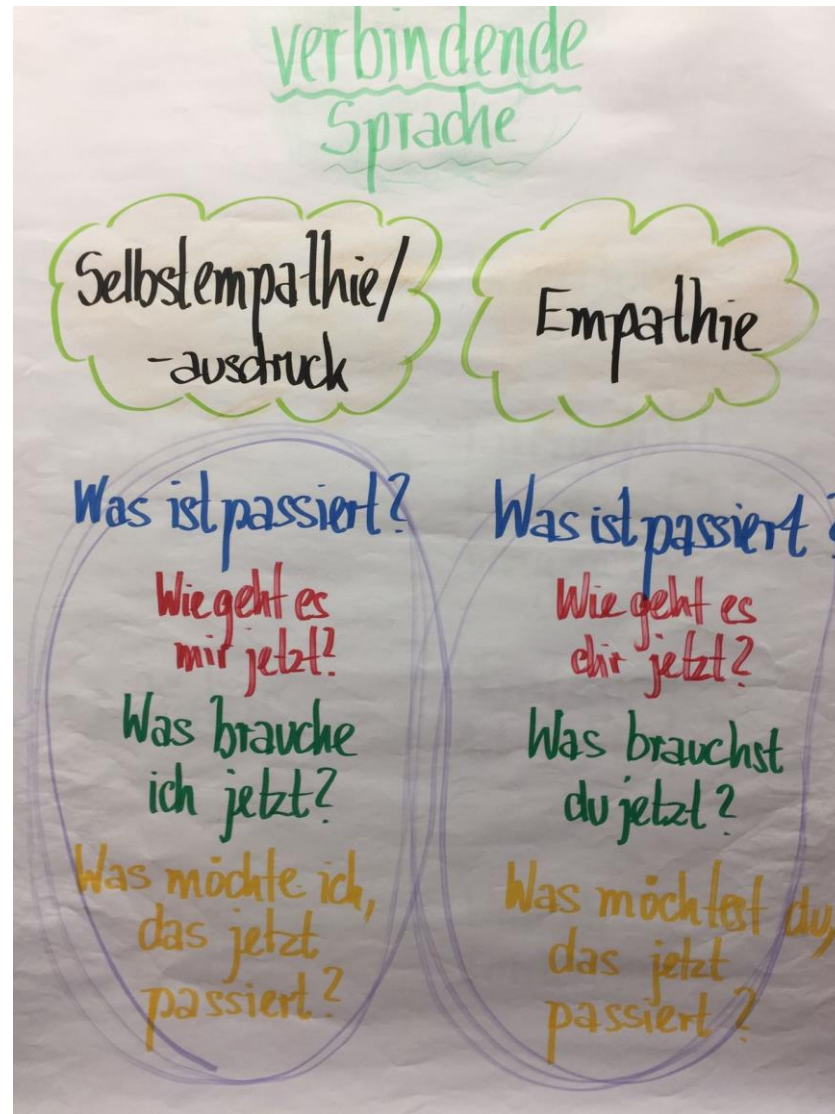 verbindende
Sprache
Selbstempathie/
-ausdruck
Empathie
Was ist passiert?
Wie geht es
mir jetzt?
Was brauche
ich jetzt?
Was möchte ich,
das jetzt
passiert?
Was ist passiert?
Wie geht es
dir jetzt?
Was brauchst
du jetzt?
Was möchtest du,
das jetzt
passiert?